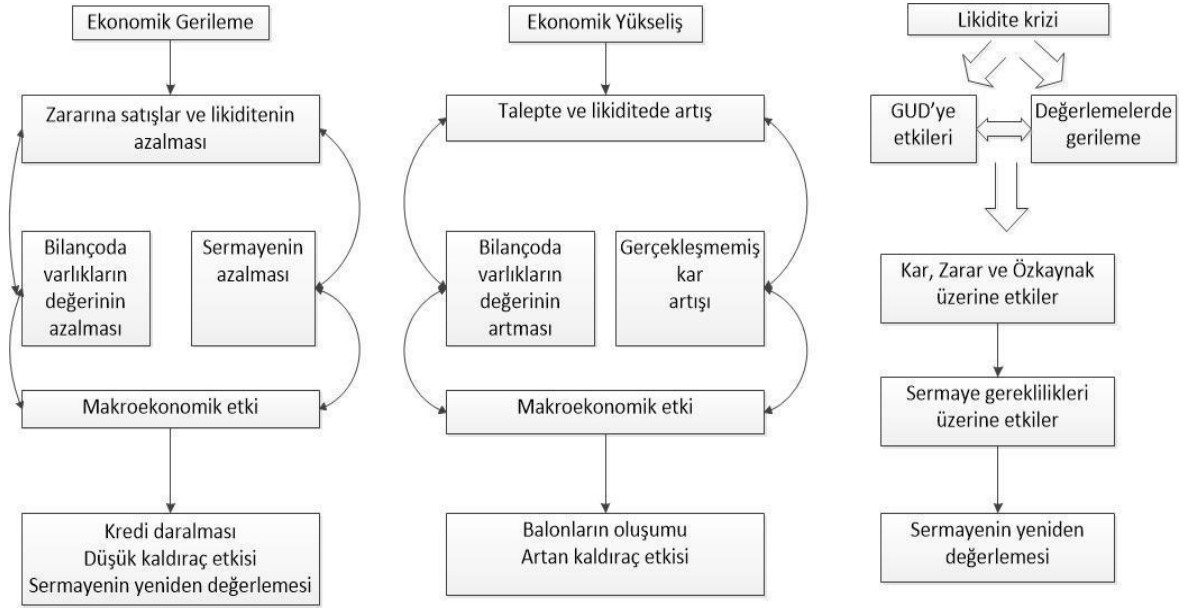 Ekonomik Gerileme
Zararına satışlar ve likiditenin
azalması
Bilançoda
varlıkların
değerinin
azalması
Sermayenin
azalması
Makroekonomik etki
Kredi daralması
Düşük kaldıraç etkisi
Sermayenin yeniden değerlemesi
Ekonomik Yükseliş
Talepte ve likiditede artış
Bilançoda
varlıkların
değerinin
artması
Gerçekleşmemiş
kar
artışı
Makroekonomik etki
Balonların oluşumu
Artan kaldıraç etkisi
Likidite krizi
GUD'ye
etkileri
Değerlemelerde
gerileme
Kar, Zarar ve Özkaynak
üzerine etkiler
Sermaye gereklilikleri
üzerine etkiler
Sermayenin yeniden
değerlemesi